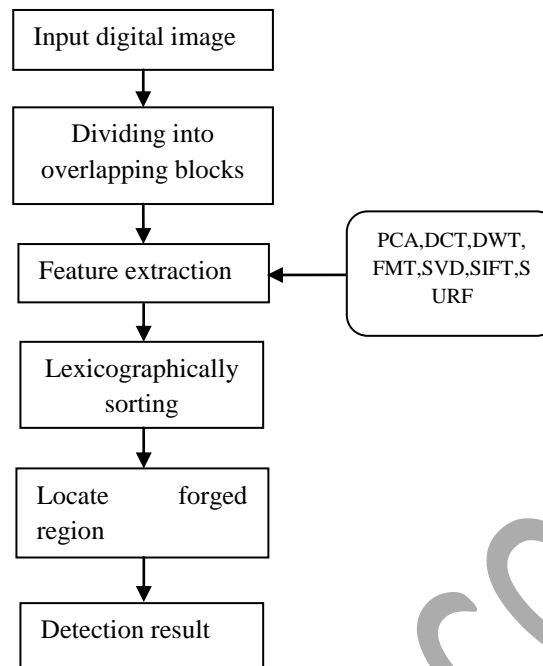 Input digital image
Dividing into
overlapping blocks
Feature extraction
PCA,DCT,DWT,
FMT,SVD,SIFT,S
URF
Lexicographically
sorting
Locate forged
region
Detection result